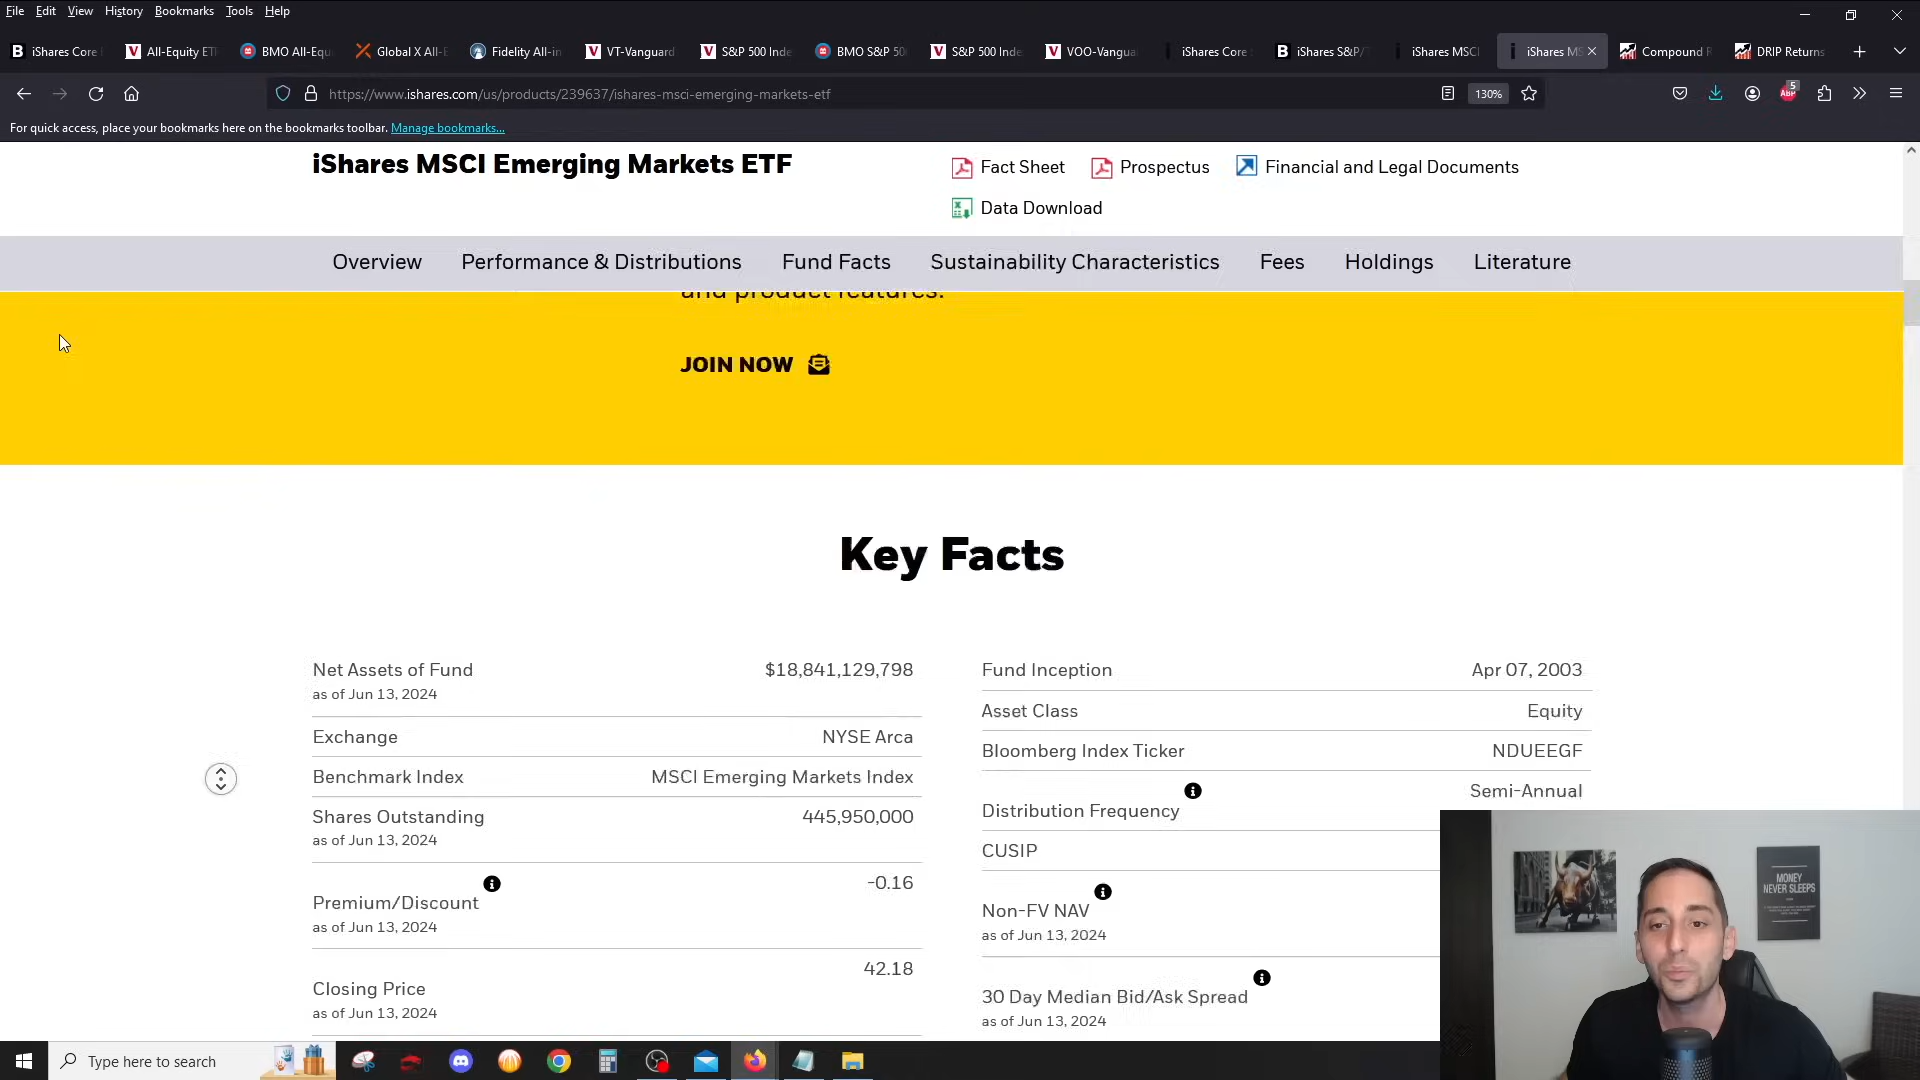 File Edit View History Bookmarks Tools Help
iShares Core
All-Equity ET
BMO All-Equ
Global X All-E
Fidelity All-in
VT-Vanguard
S&P 500 Inde
BMO S&P 50
S&P 500 Inde
VOO-Vangua
iShares Core
iShares S&P/
iShares MSCI
iShares MS
Compound R
DRIP Returns
https://www.ishares.com/us/products/239637/ishares-msci-emerging-markets-etf
130%
ABP
5
For quick access, place your bookmarks here on the bookmarks toolbar. Manage bookmarks...
iShares MSCI Emerging Markets ETF
Fact Sheet
Prospectus
Financial and Legal Documents
Data Download
Overview Performance & Distributions Fund Facts Sustainability Characteristics Fees Holdings Literature
and product features.
JOIN NOW
Key Facts
Net Assets of Fund $18,841,129,798
as of Jun 13, 2024
Exchange NYSE Arca
Benchmark Index MSCI Emerging Markets Index
Shares Outstanding 445,950,000
as of Jun 13, 2024
Premium/Discount -0.16
as of Jun 13, 2024
Closing Price 42.18
as of Jun 13, 2024
Fund Inception Apr 07, 2003
Asset Class Equity
Bloomberg Index Ticker NDUEEGF
Distribution Frequency Semi-Annual
CUSIP
Non-FV NAV
as of Jun 13, 2024
30 Day Median Bid/Ask Spread
as of Jun 13, 2024
MONEY
NEVER SLEEPS
Type here to search